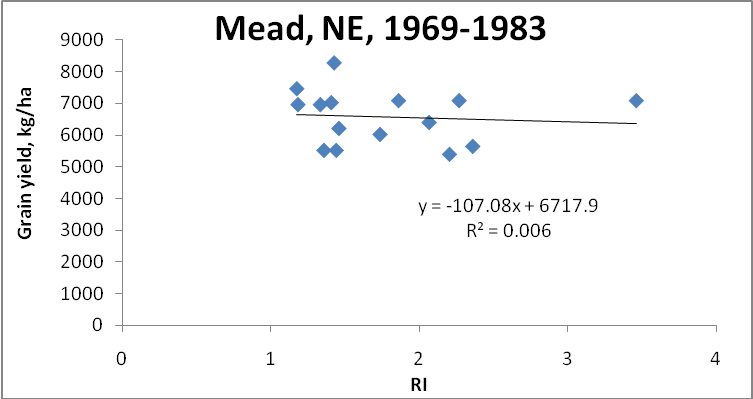 Mead, NE, 1969-1983
Grain yield, kg/ha
9000
8000
7000
6000
5000
4000
3000
2000
1000
0
y = -107.08x + 6717.9
R² = 0.006
0 1 2 3 4
RI